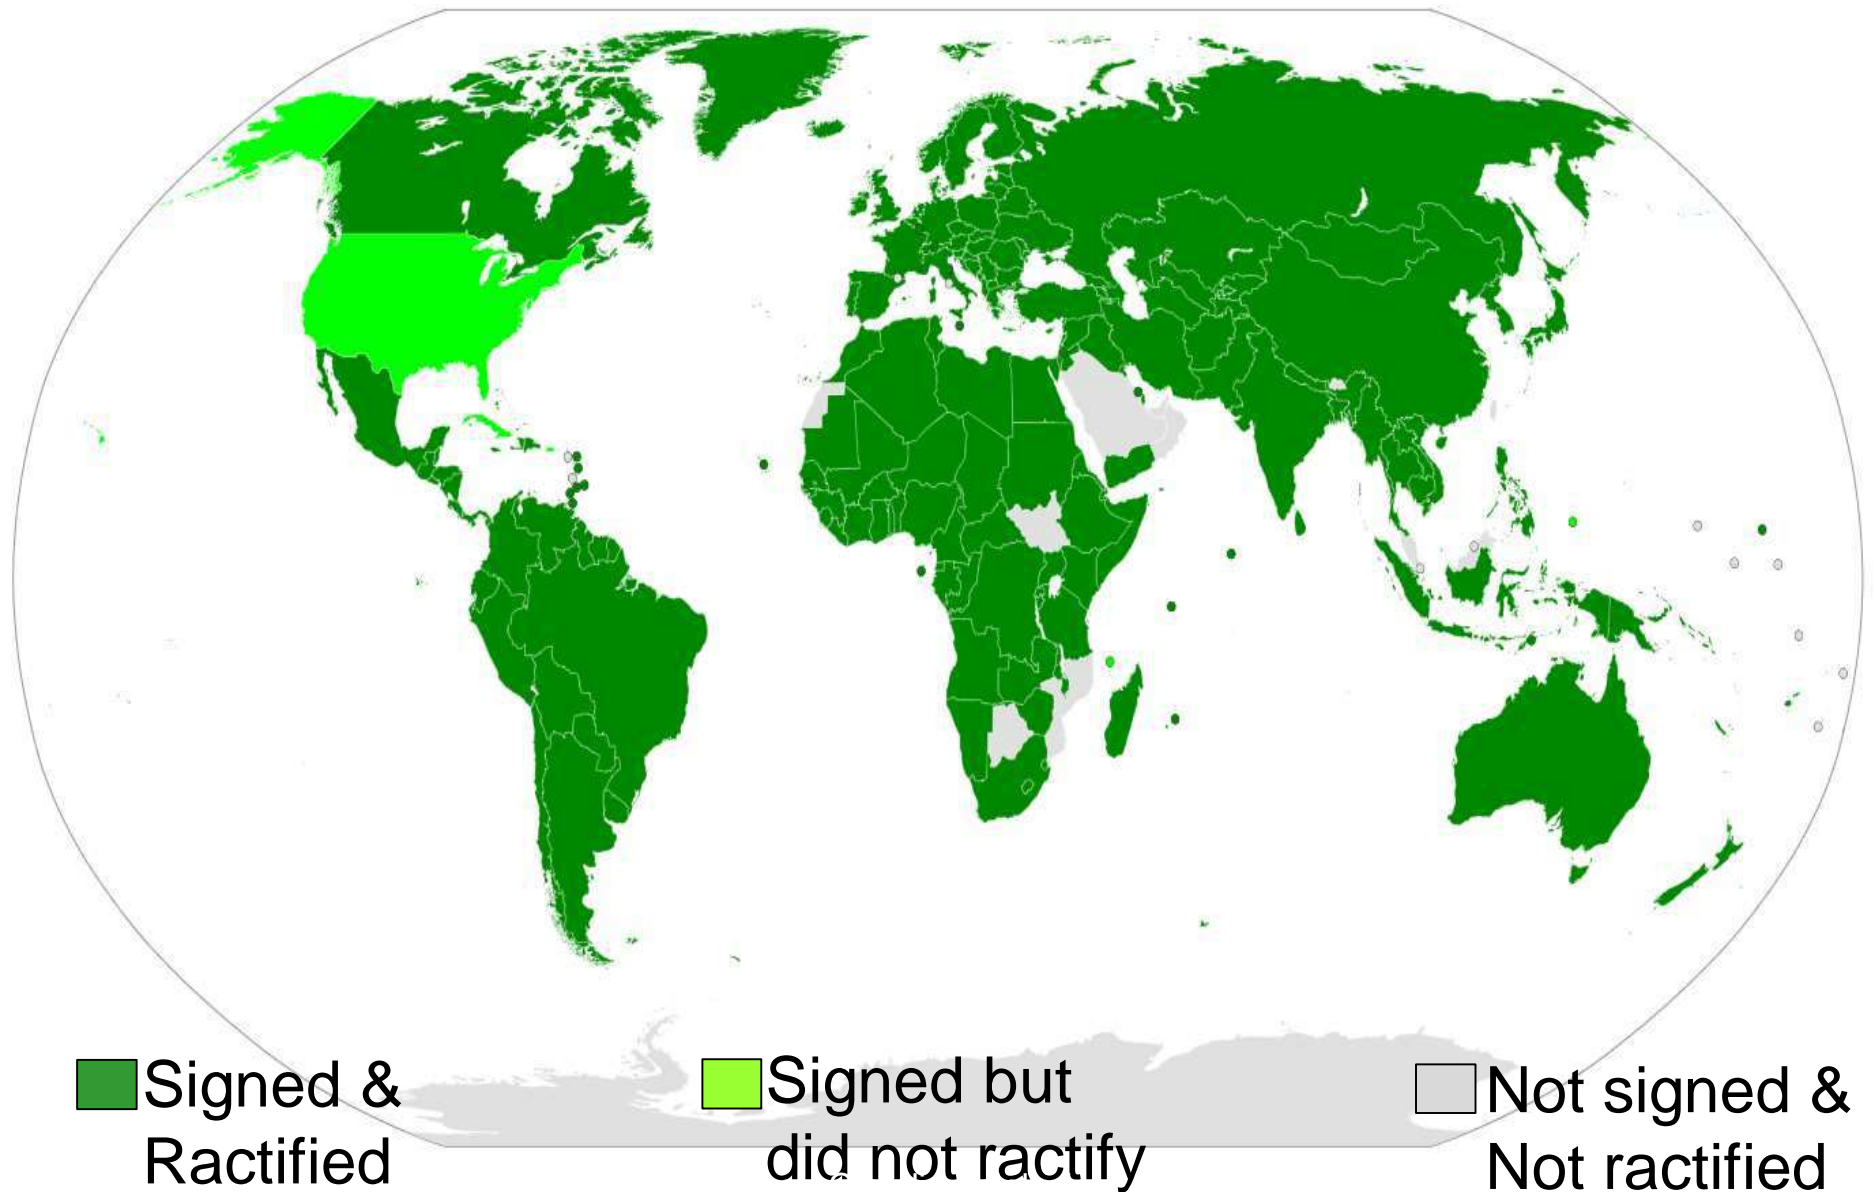 Signed &
Ractified
Signed but
did not ractify
Not signed &
Not ractified